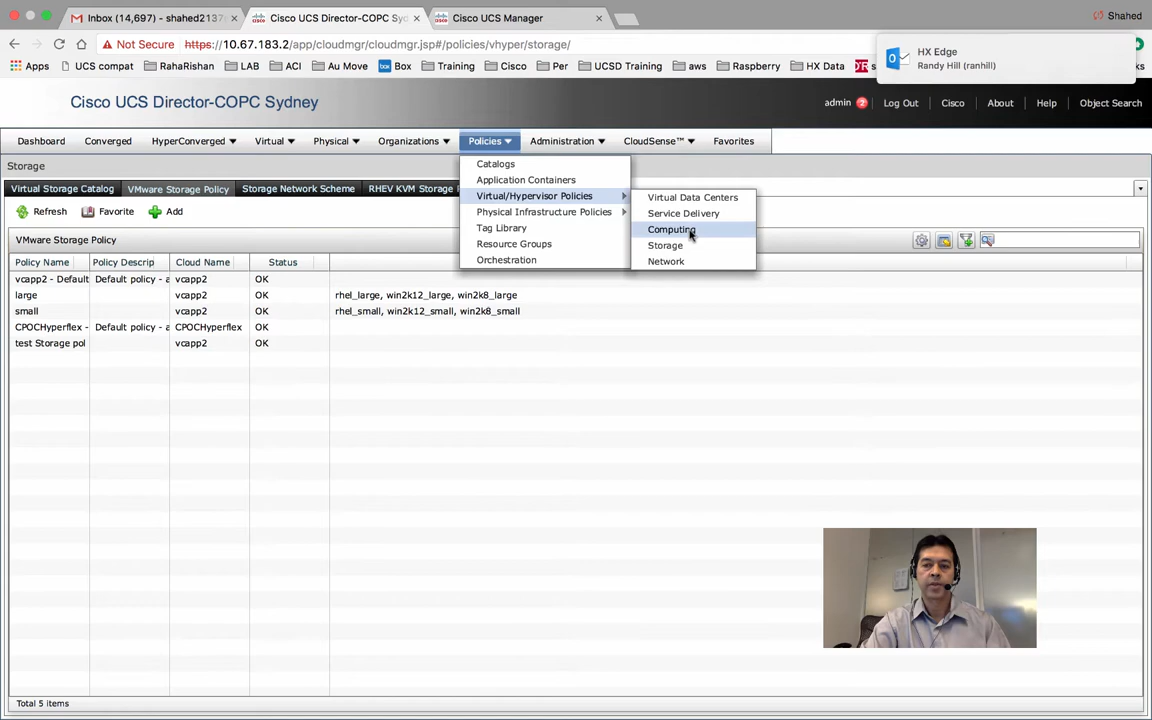 Inbox (14,697) - shahed2137
Cisco UCS Director-COPC Sy
Cisco UCS Manager
Shahed
Not Secure
https://10.67.183.2/app/cloudmgr/cloudmgr.jsp#/policies/vhyper/storage/
Apps
UCS compat
RahaRishan
LAB
ACI
Au Move
Box
Training
Cisco
Per
UCSD Training
aws
Raspberry
HX Data
HX Edge
Randy Hill (ranhill)
Cisco UCS Director-COPC Sydney
admin 2
Log Out
Cisco
About
Help
Object Search
Dashboard
Converged
HyperConverged
Virtual
Physical
Organizations
Policies
Administration
CloudSense™
Favorites
Storage
Catalogs
Application Containers
Virtual/Hypervisor Policies
Physical Infrastructure Policies
Tag Library
Resource Groups
Orchestration
Virtual Data Centers
Service Delivery
Computing
Storage
Network
Virtual Storage Catalog
VMware Storage Policy
Storage Network Scheme
RHEV KVM Storage P
Refresh
Favorite
Add
VMware Storage Policy
Policy Name
Policy Descrip
Cloud Name
Status
vcapp2 - Default
Default policy - a
vcapp2
OK
large
vcapp2
OK
rhel_large, win2k12_large, win2k8_large
small
vcapp2
OK
rhel_small, win2k12_small, win2k8_small
CPOCHyperflex -
Default policy - a
CPOCHyperflex
OK
test Storage pol
vcapp2
OK
Total 5 items